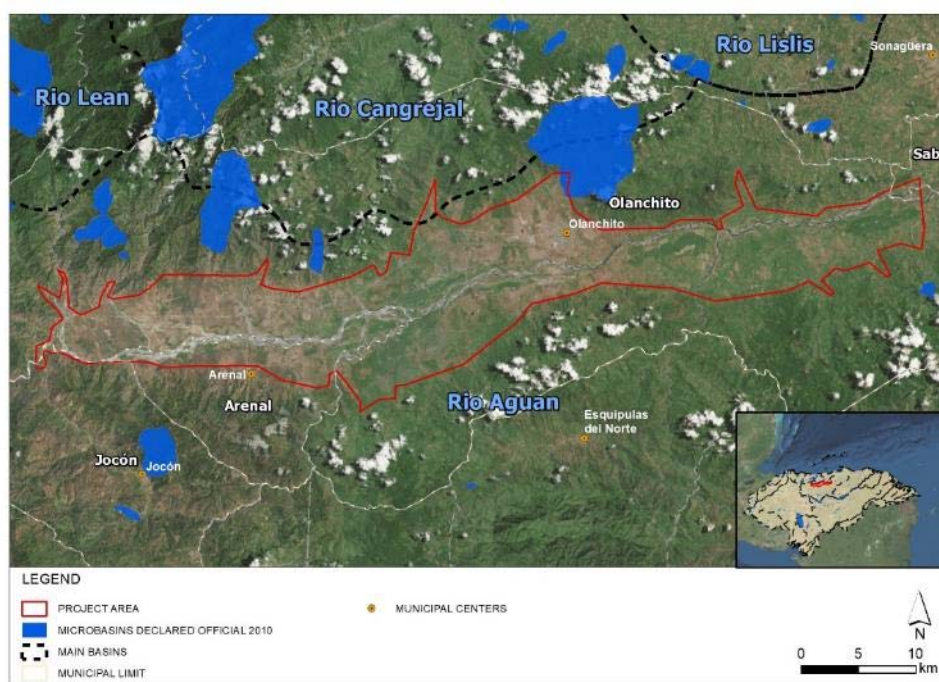 Rio Lislis
Sonagüera
Rio Lean
Rio Cangrejal
Sab
Olanchito
Olanchito
Arenal
Arenal
Rio Aguan
Esquipulas
del Norte
Jocón
Jocón
LEGEND
PROJECT AREA
MUNICIPAL CENTERS
MICROBASINS DECLARED OFFICIAL 2010
MAIN BASINS
MUNICIPAL LIMIT
N
0 5 10
km